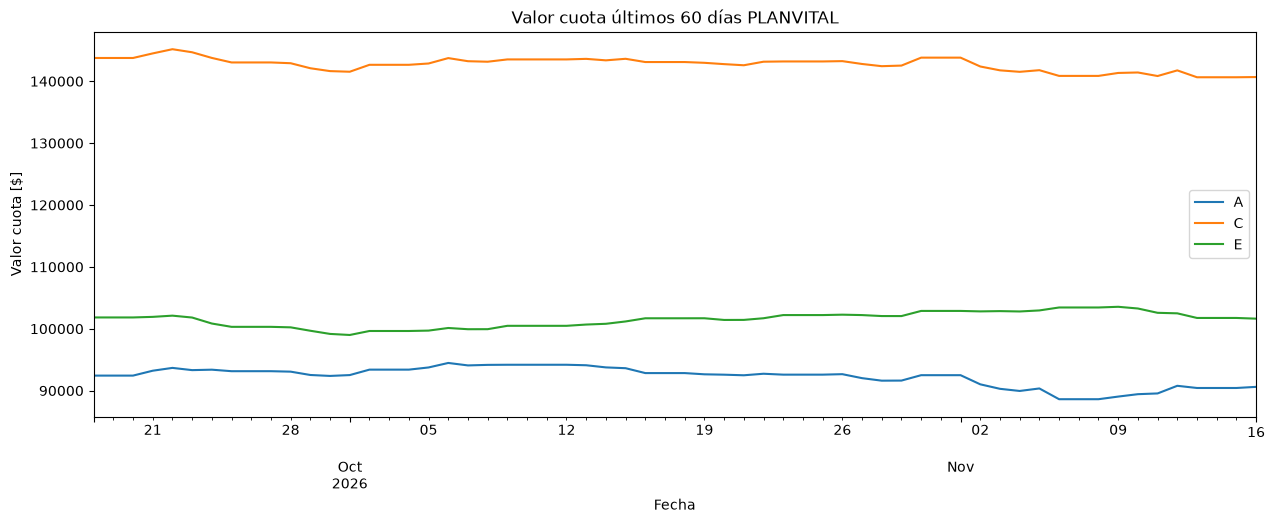 Valor cuota últimos 60 días PLANVITAL
Valor cuota [$]
140000
130000
120000
110000
100000
90000
A
C
E
21 28 05 12 19 26 02 09 16
Oct Nov
2026
Fecha